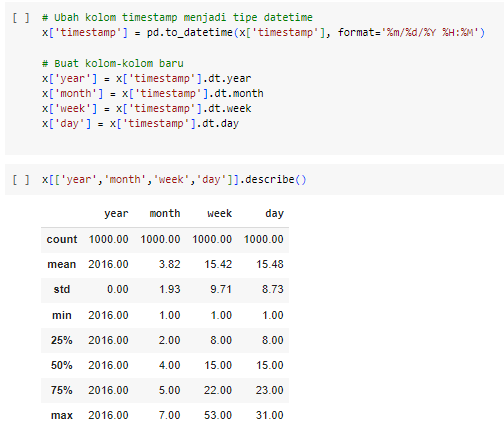 [ ] # Ubah kolom timestamp menjadi tipe datetime
x['timestamp'] = pd.to_datetime(x['timestamp'], format='%m/%d/%Y %H:%M')
# Buat kolom-kolom baru
x['year'] = x['timestamp'].dt.year
x['month'] = x['timestamp'].dt.month
x['week'] = x['timestamp'].dt.week
x['day'] = x['timestamp'].dt.day
[ ] x[['year','month','week','day']].describe()
year month week day
count 1000.00 1000.00 1000.00 1000.00
mean 2016.00 3.82 15.42 15.48
std 0.00 1.93 9.71 8.73
min 2016.00 1.00 1.00 1.00
25% 2016.00 2.00 8.00 8.00
50% 2016.00 4.00 15.00 15.00
75% 2016.00 5.00 22.00 23.00
max 2016.00 7.00 53.00 31.00